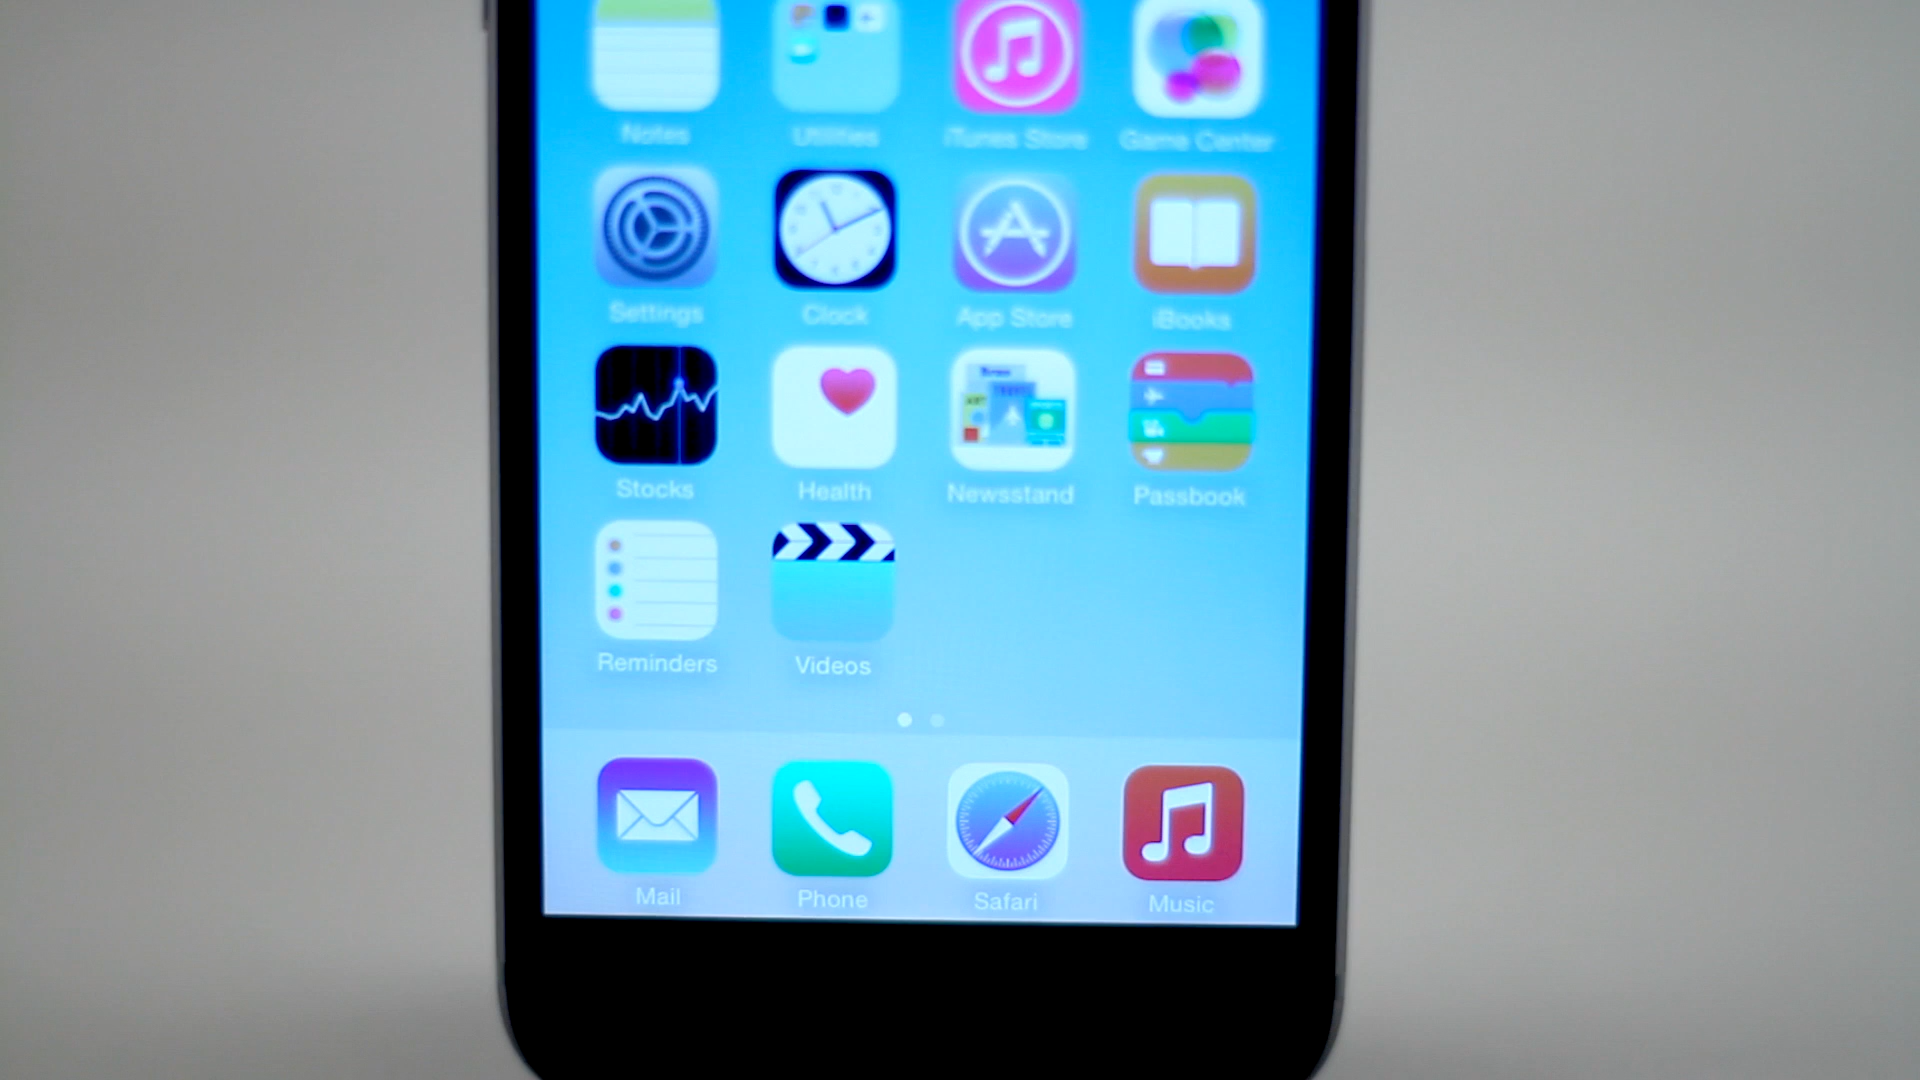 Notes
Utilities
iTunes Store
Game Center
Settings
Clock
App Store
iBooks
Stocks
Health
Newsstand
Passbook
Reminders
Videos
Mail
Phone
Safari
Music